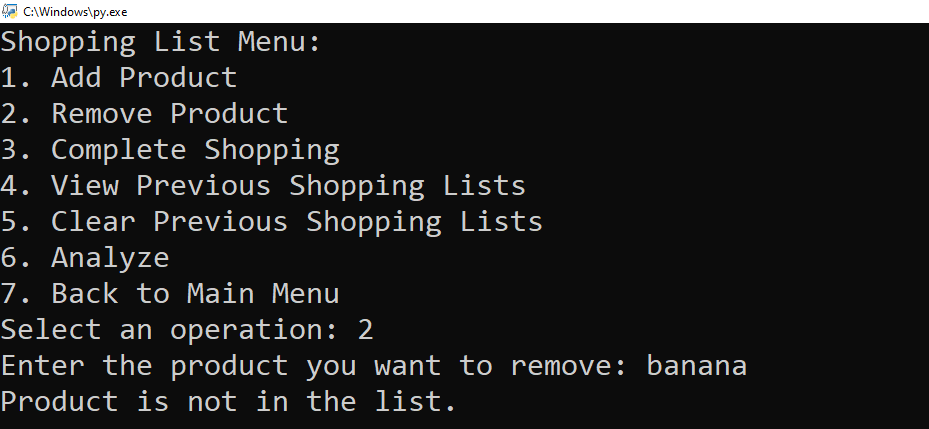 C:\Windows\py.exe
Shopping List Menu:
1. Add Product
2. Remove Product
3. Complete Shopping
4. View Previous Shopping Lists
5. Clear Previous Shopping Lists
6. Analyze
7. Back to Main Menu
Select an operation: 2
Enter the product you want to remove: banana
Product is not in the list.